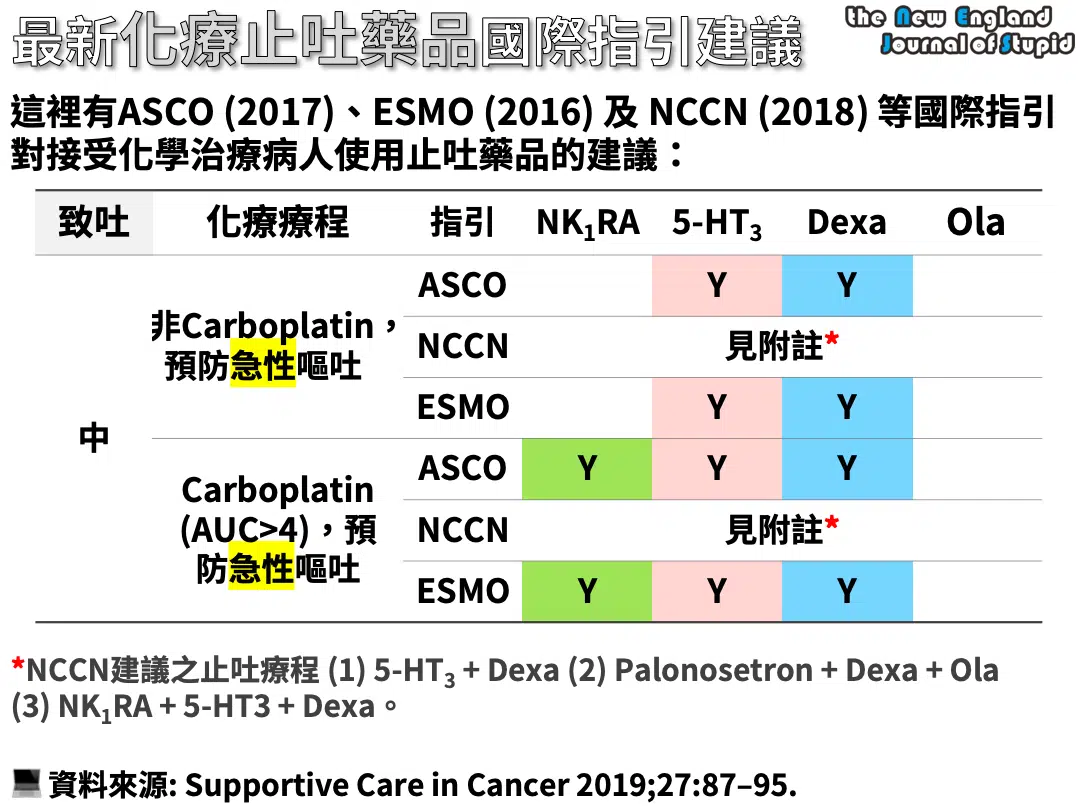 最新化療止吐藥品國際指引建議
the New England
Journal of Stupid
這裡有ASCO (2017)、ESMO (2016) 及 NCCN (2018) 等國際指引
對接受化學治療病人使用止吐藥品的建議：
致吐 化療療程 指引 NK1RA 5-HT3 Dexa Ola
中
非Carboplatin，
預防急性嘔吐
ASCO Y Y
NCCN 見附註*
ESMO Y Y
Carboplatin
(AUC>4)，預
防急性嘔吐
ASCO Y Y Y
NCCN 見附註*
ESMO Y Y Y
*NCCN建議之止吐療程 (1) 5-HT3 + Dexa (2) Palonosetron + Dexa + Ola
(3) NK1RA + 5-HT3 + Dexa。
資料來源: Supportive Care in Cancer 2019;27:87–95.